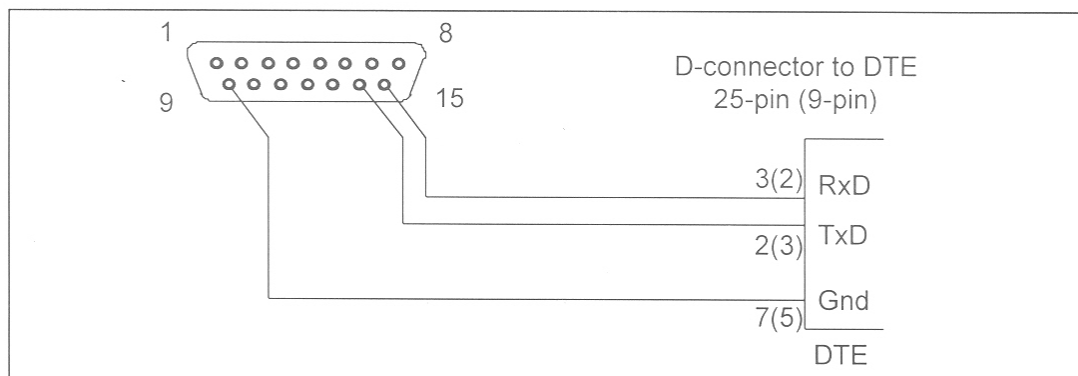 1
8
9
15
D-connector to DTE
25-pin (9-pin)
3(2)
RxD
2(3)
TxD
7(5)
Gnd
DTE